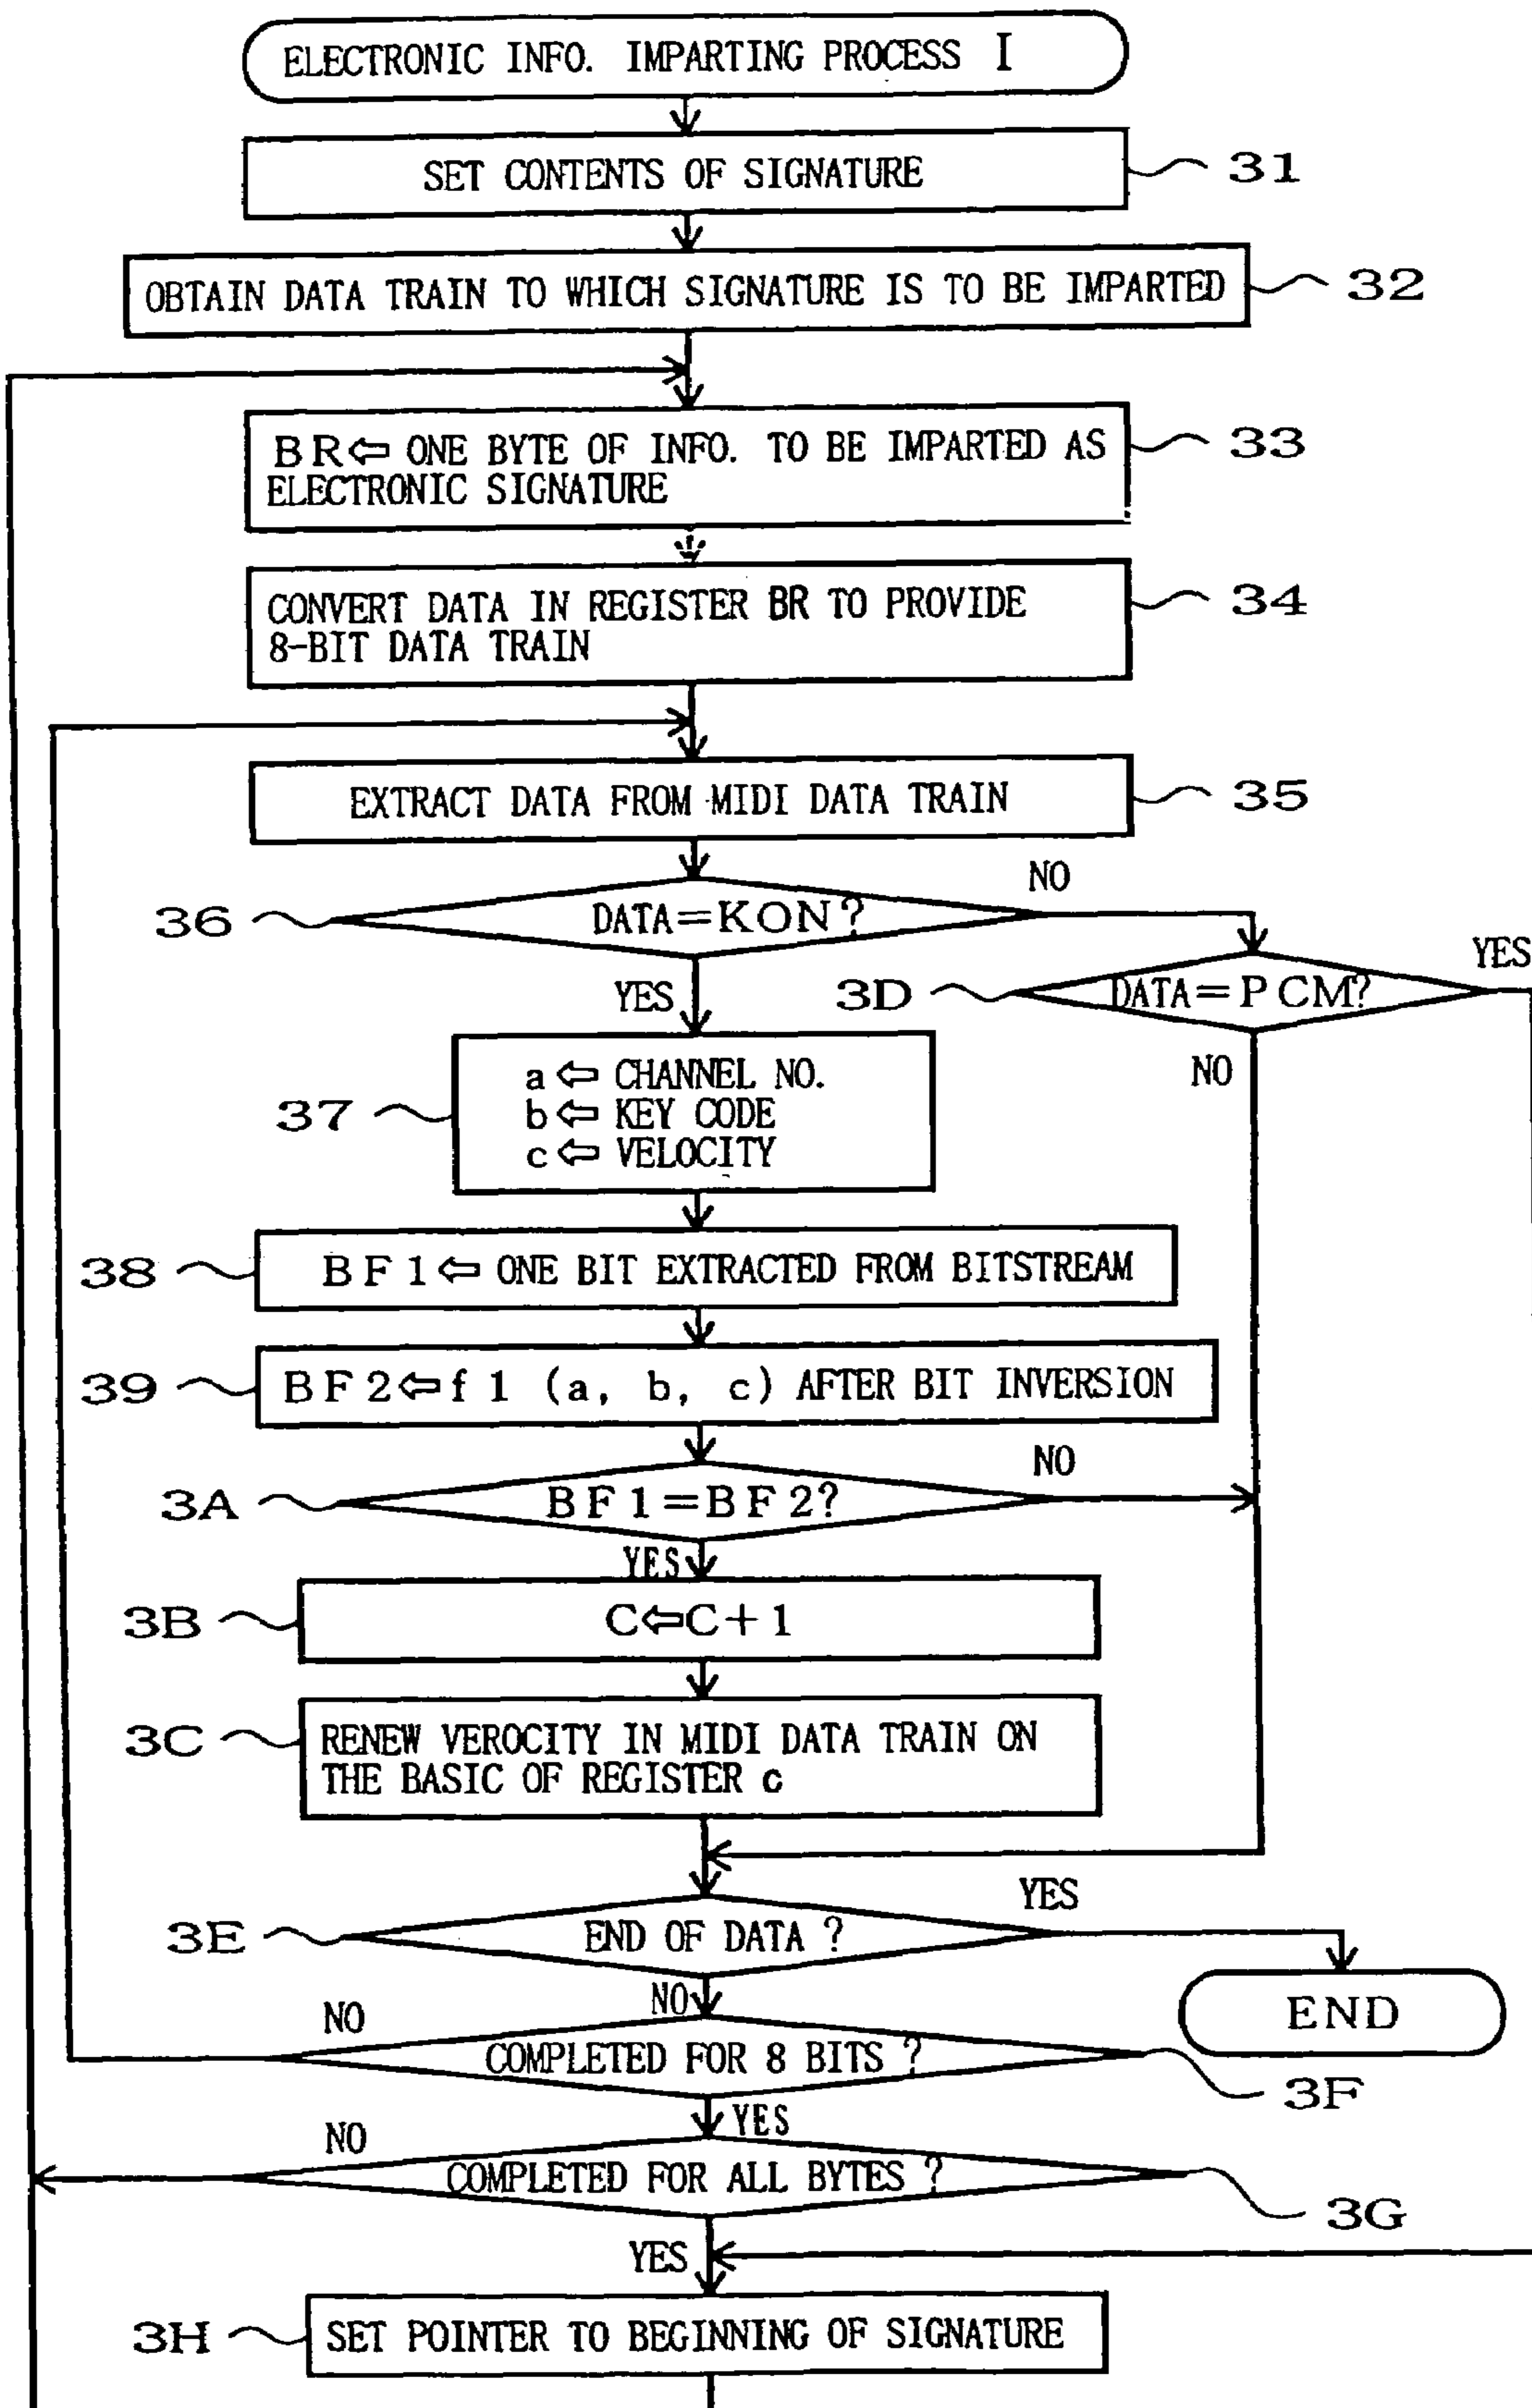 ELECTRONIC INFO. IMPARTING PROCESS I
SET CONTENTS OF SIGNATURE
31
OBTAIN DATA TRAIN TO WHICH SIGNATURE IS TO BE IMPARTED
32
BR⇦ ONE BYTE OF INFO. TO BE IMPARTED AS
ELECTRONIC SIGNATURE
33
CONVERT DATA IN REGISTER BR TO PROVIDE
8-BIT DATA TRAIN
34
EXTRACT DATA FROM MIDI DATA TRAIN
35
36
DATA=KON?
NO
YES
3D
DATA=PCM?
YES
NO
37
a⇦ CHANNEL NO.
b⇦ KEY CODE
c⇦ VELOCITY
38
BF1⇦ ONE BIT EXTRACTED FROM BITSTREAM
39
BF2⇦f1 (a, b, c) AFTER BIT INVERSION
3A
BF1=BF2?
NO
YES
3B
C⇦C+1
3C
RENEW VEROCITY IN MIDI DATA TRAIN ON
THE BASIC OF REGISTER c
3E
END OF DATA ?
YES
END
NO
NO
COMPLETED FOR 8 BITS ?
3F
YES
NO
COMPLETED FOR ALL BYTES ?
3G
YES
3H
SET POINTER TO BEGINNING OF SIGNATURE